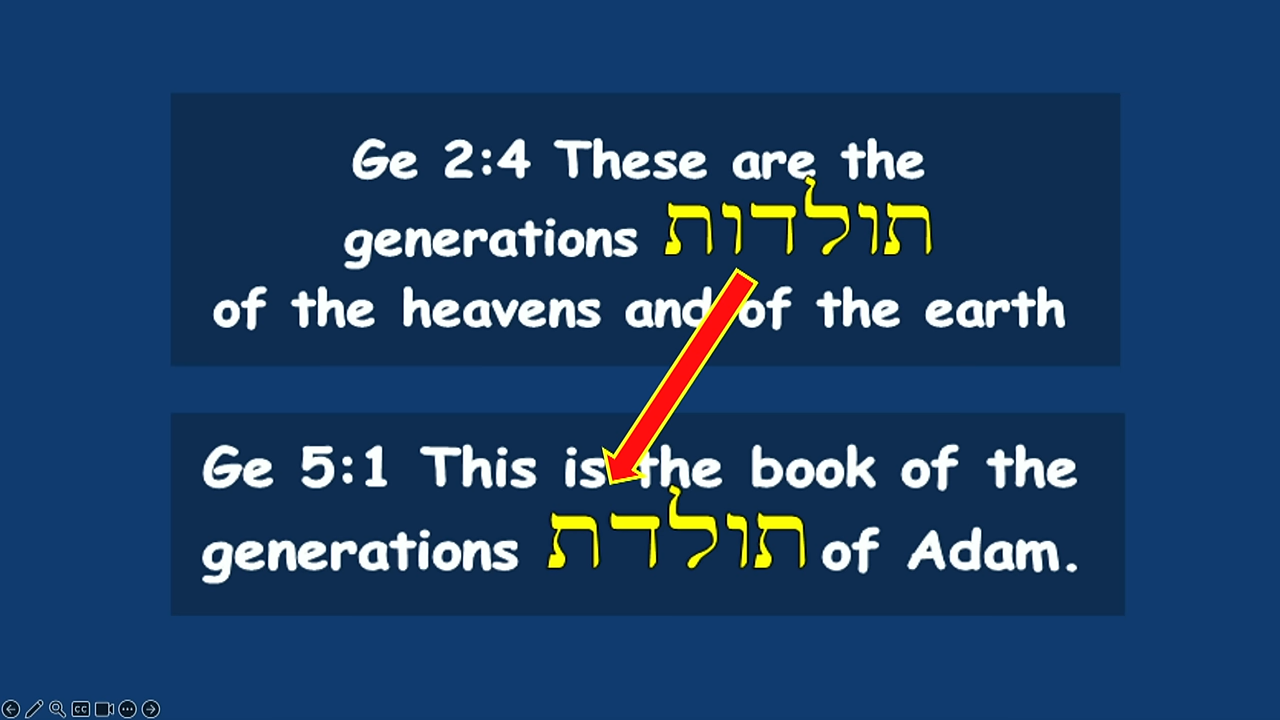 Ge 2:4 These are the
generations תולדות
of the heavens and of the earth
Ge 5:1 This is the book of the
generations תולדת of Adam.
CC